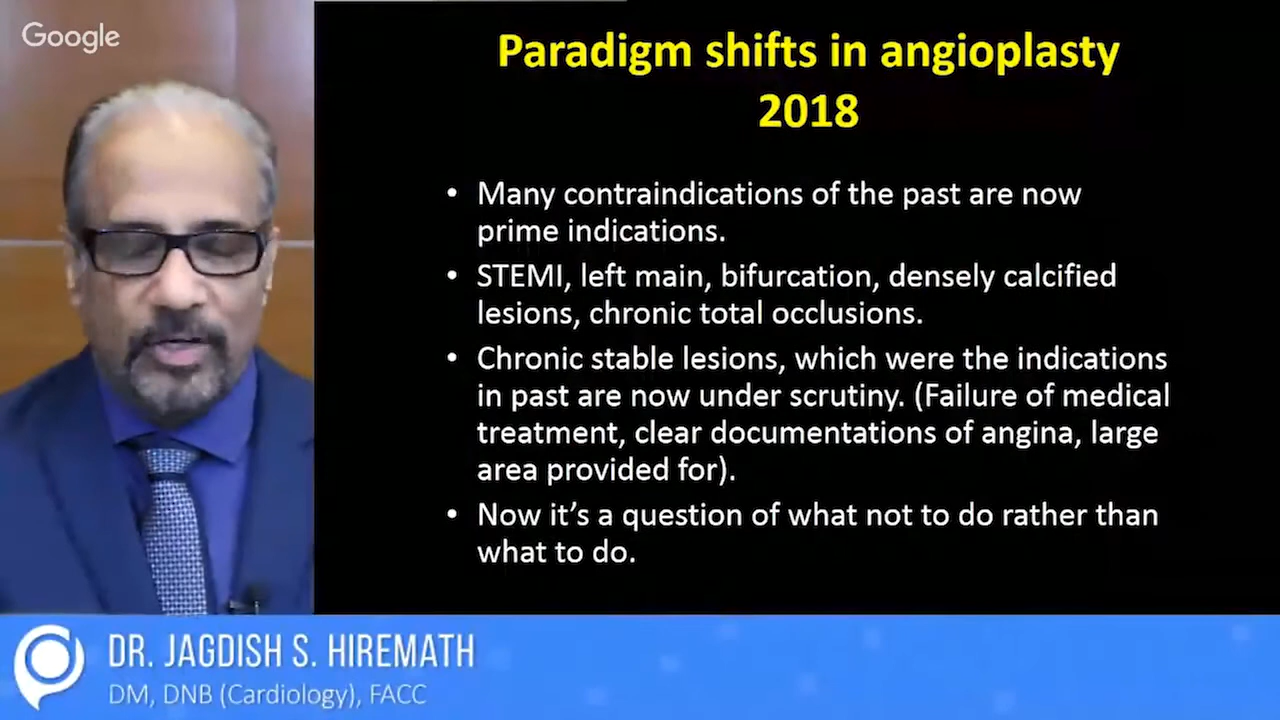 Google
Paradigm shifts in angioplasty
2018
• Many contraindications of the past are now
prime indications.
• STEMI, left main, bifurcation, densely calcified
lesions, chronic total occlusions.
• Chronic stable lesions, which were the indications
in past are now under scrutiny. (Failure of medical
treatment, clear documentations of angina, large
area provided for).
• Now it’s a question of what not to do rather than
what to do.
DR. JAGDISH S. HIREMATH
DM, DNB (Cardiology), FACC